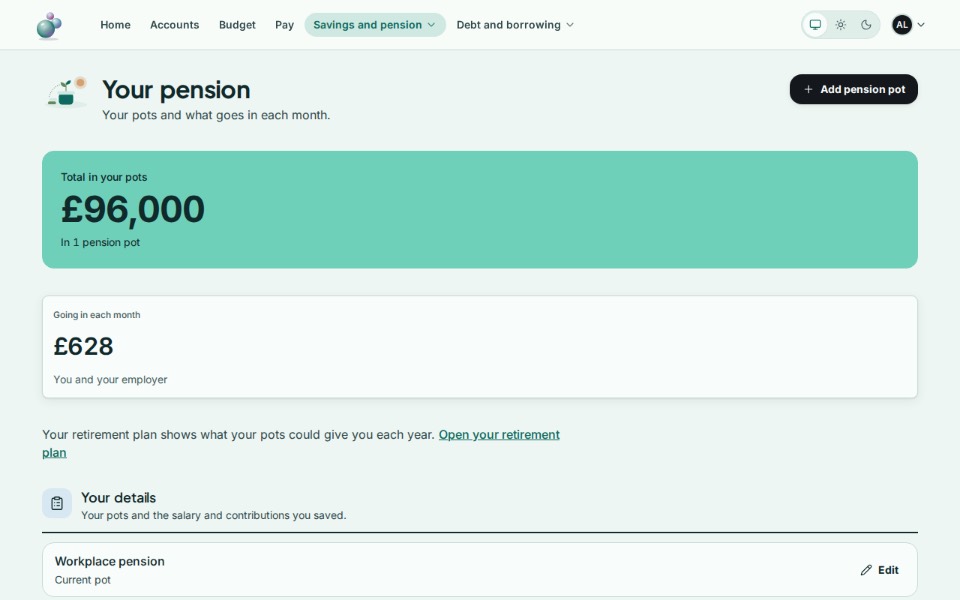 Home Accounts Budget Pay Savings and pension Debt and borrowing AL
Your pension
Your pots and what goes in each month.
Add pension pot
Total in your pots
£96,000
In 1 pension pot
Going in each month
£628
You and your employer
Your retirement plan shows what your pots could give you each year. Open your retirement
plan
Your details
Your pots and the salary and contributions you saved.
Workplace pension
Current pot
Edit